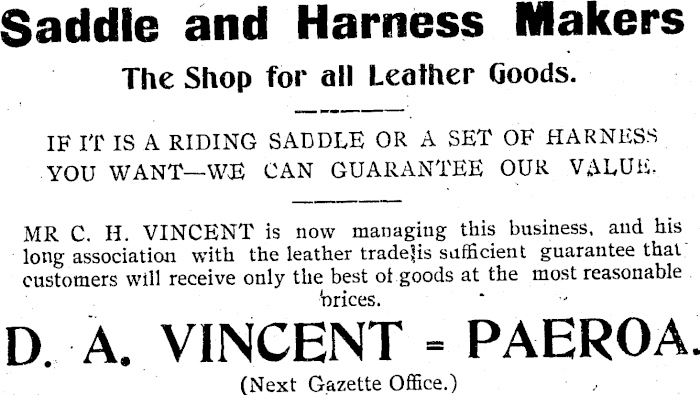 Saddle and Harness Makers
The Shop for all Leather Goods.
IF IT IS A RIDING SADDLE OR A SET OF HARNESS
YOU WANT—WE CAN GUARANTEE OUR VALUE.
MR C. H. VINCENT is now managing this business, and his
long association with the leather trade is sufficient guarantee that
customers will receive only the best of goods at the most reasonable
prices.
D. A. VINCENT = PAEROA.
(Next Gazette Office.)